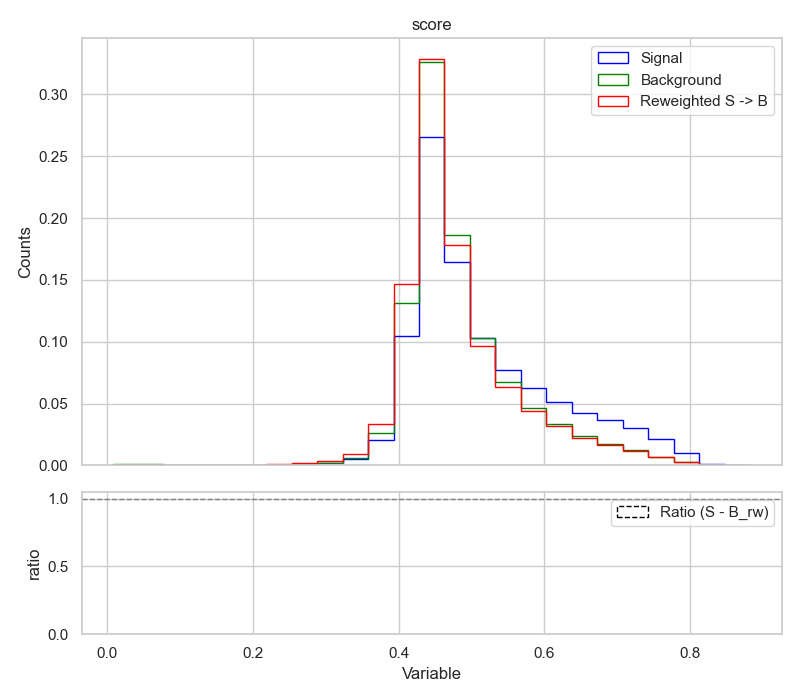 score
Signal
Background
Reweighted S -> B
Counts
0.30
0.25
0.20
0.15
0.10
0.05
0.00
Ratio (S - B_rw)
ratio
1.0
0.5
0.0
0.0 0.2 0.4 0.6 0.8
Variable